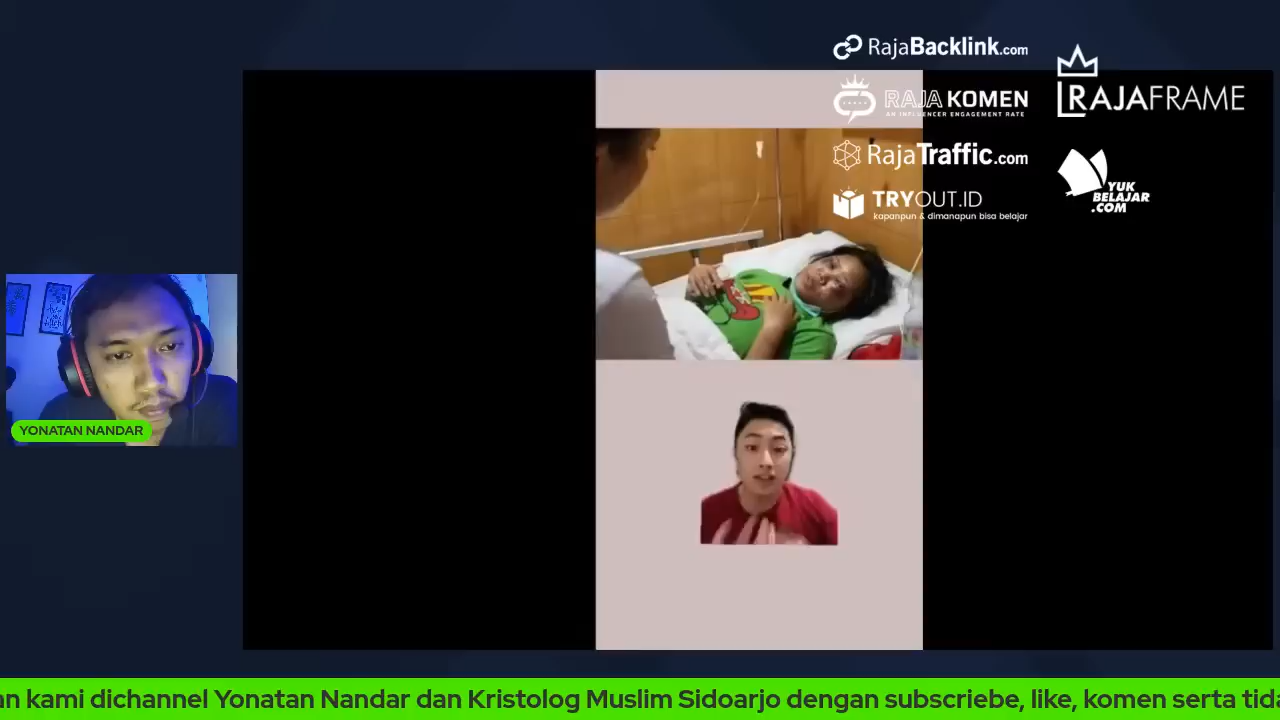 RajaBacklink.com
RAJA KOMEN
AN INFLUENCER ENGAGEMENT RATE
RAJAFRAME
RajaTraffic.com
TRYOUT.ID
kapanpun & dimanapun bisa belajar
YUK
BELAJAR
.COM
YONATAN NANDAR
an kami dichannel Yonatan Nandar dan Kristolog Muslim Sidoarjo dengan subscriebe, like, komen serta tida